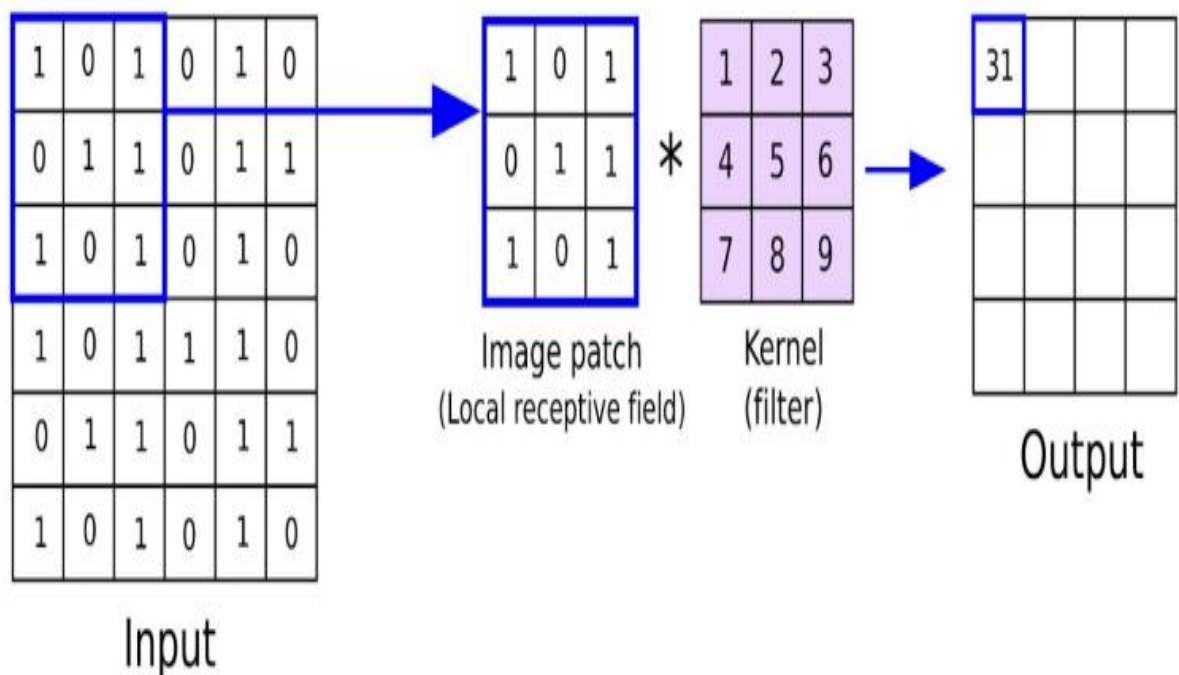 1 0 1 0 1 0
0 1 1 0 1 1
1 0 1 0 1 0
1 0 1 1 1 0
0 1 1 0 1 1
1 0 1 0 1 0
Input
1 0 1
0 1 1
1 0 1
Image patch
(Local receptive field)
*
1 2 3
4 5 6
7 8 9
Kernel
(filter)
31
Output